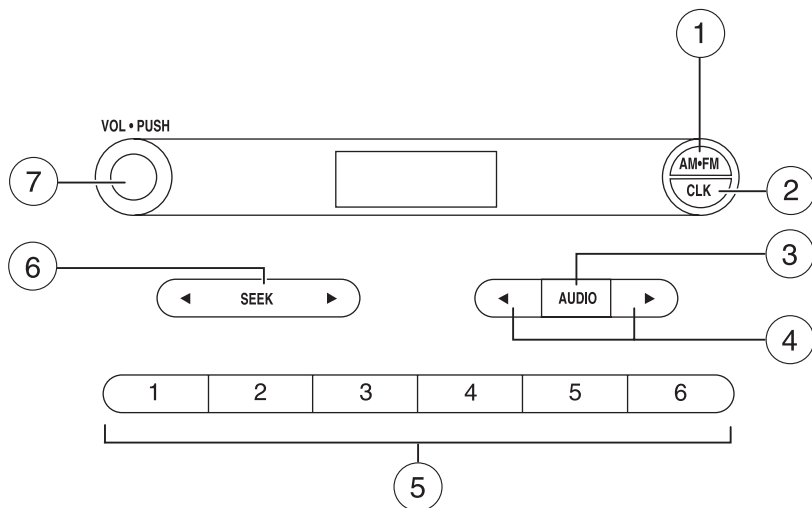 1
VOL • PUSH
AM•FM
7
CLK
2
6
3
◄ SEEK ►
◄ AUDIO ►
4
1 2 3 4 5 6
5